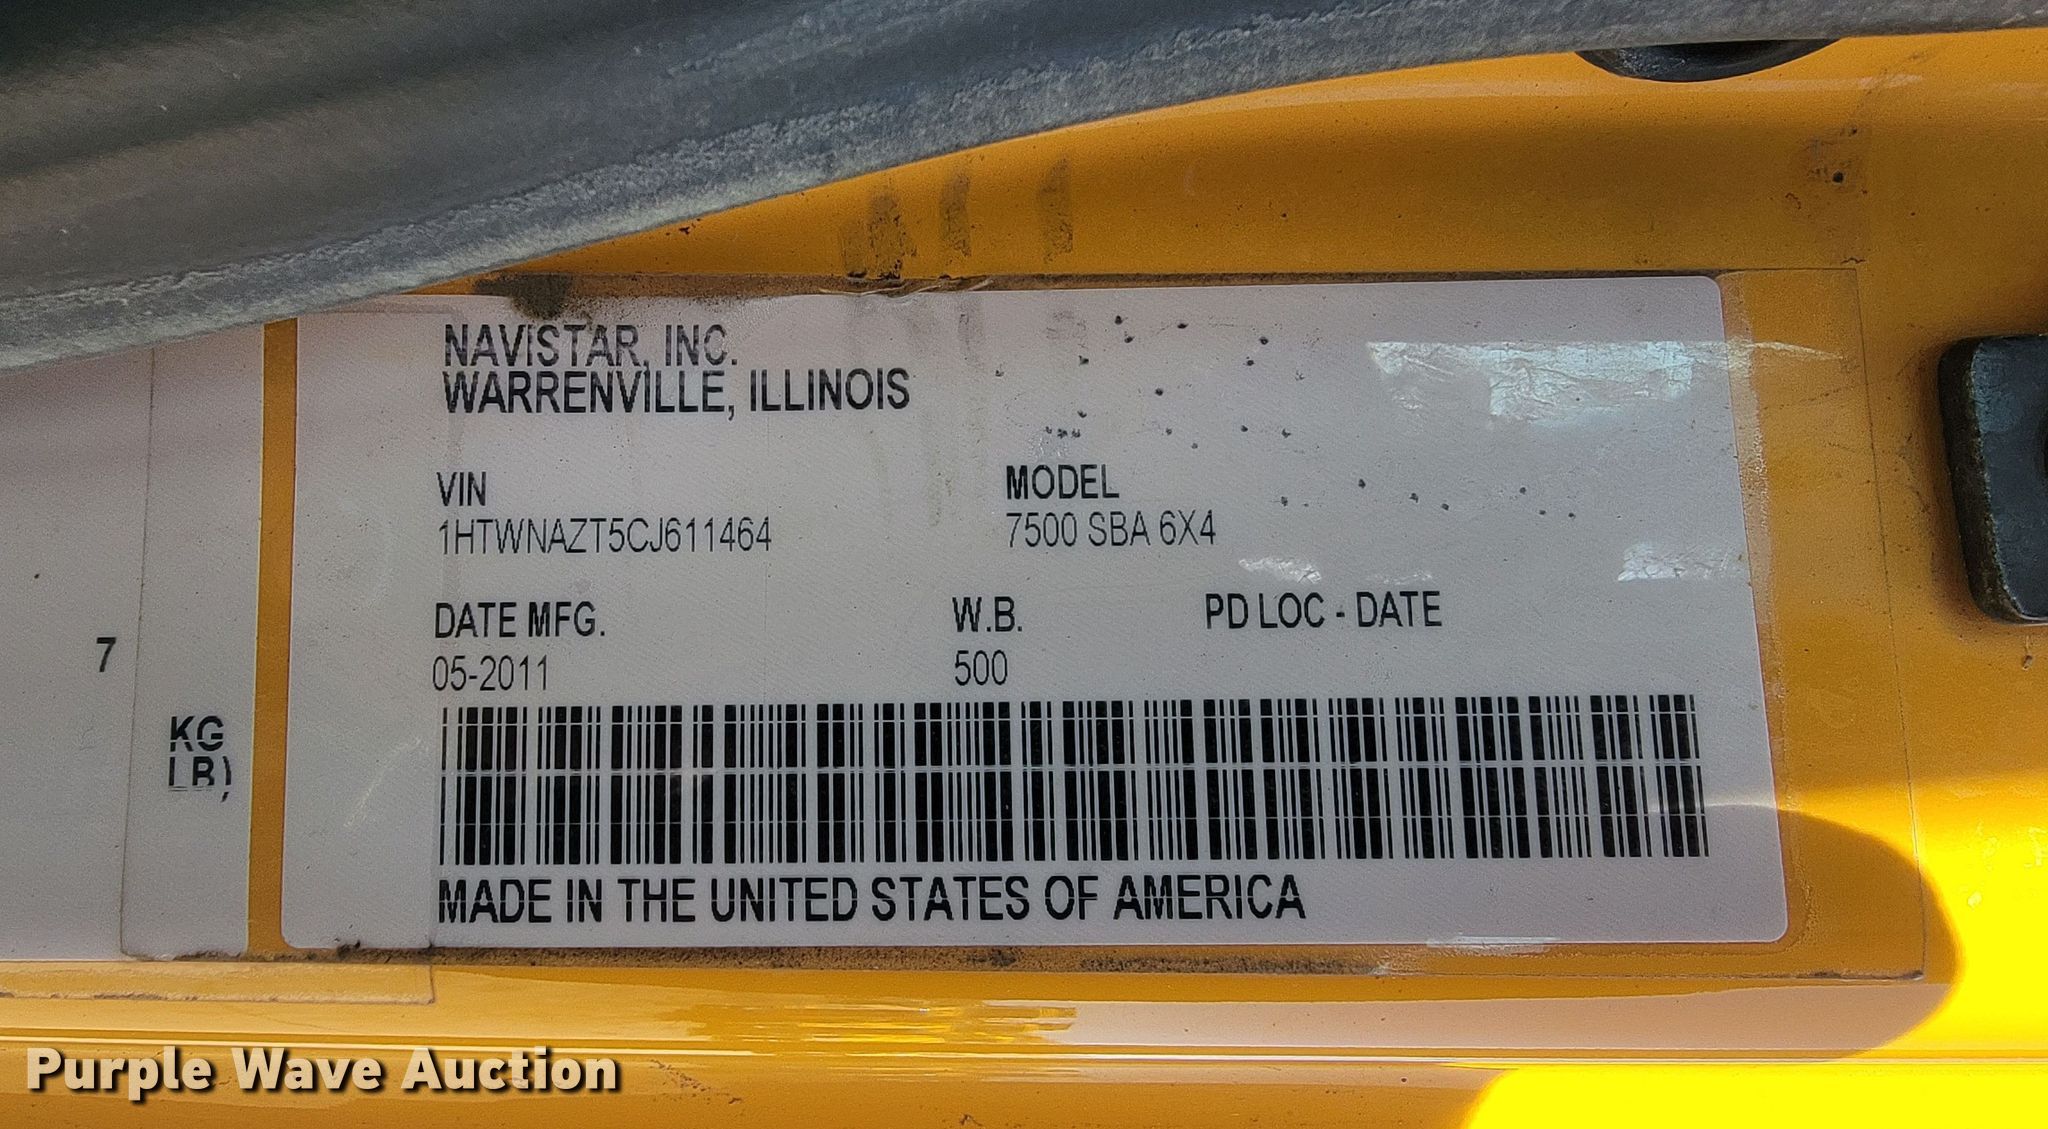 NAVISTAR, INC.
WARRENVILLE, ILLINOIS
VIN MODEL
1HTWNAZT5CJ611464 7500 SBA 6X4
DATE MFG. W.B. PD LOC - DATE
05-2011 500
MADE IN THE UNITED STATES OF AMERICA
7
KG
LB)
Purple Wave Auction